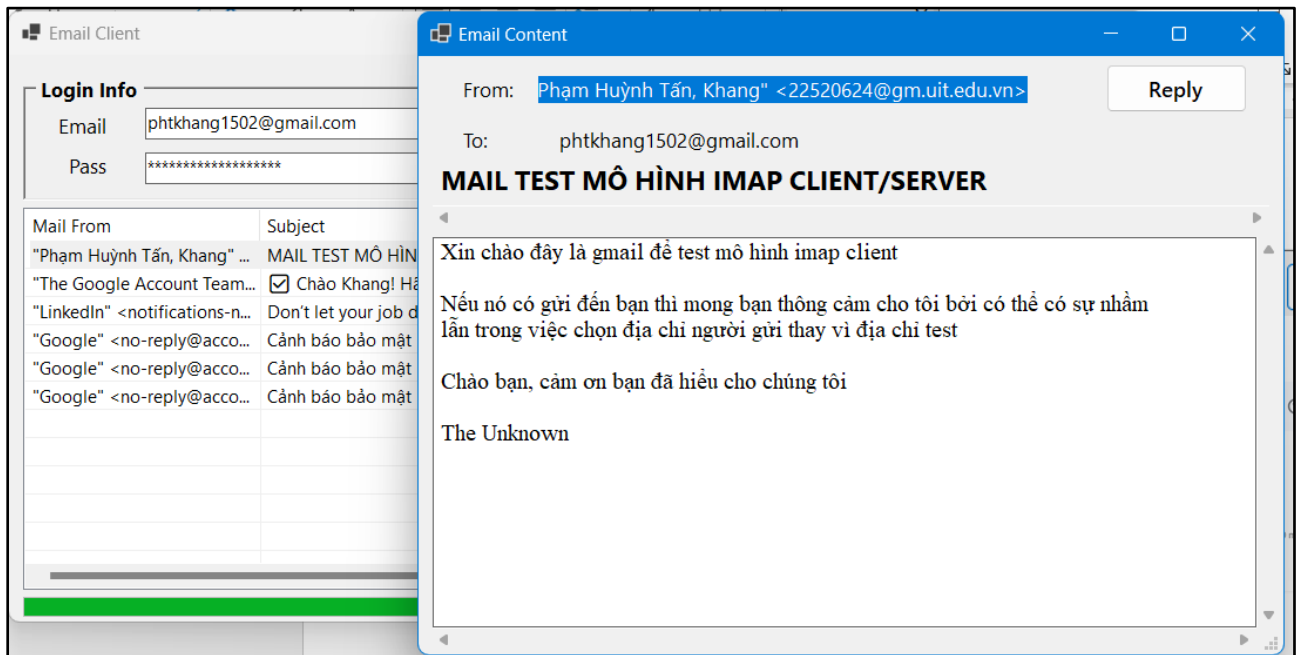 Email Client
Login Info
Email phtkhang1502@gmail.com
Pass *******************
Mail From Subject
"Phạm Huỳnh Tấn, Khang" ... MAIL TEST MÔ HÌN
"The Google Account Team... ☑ Chào Khang! Hã
"LinkedIn" <notifications-n... Don't let your job d
"Google" <no-reply@acco... Cảnh báo bảo mật
"Google" <no-reply@acco... Cảnh báo bảo mật
"Google" <no-reply@acco... Cảnh báo bảo mật
Email Content
From: Phạm Huỳnh Tấn, Khang" <22520624@gm.uit.edu.vn>
Reply
To: phtkhang1502@gmail.com
MAIL TEST MÔ HÌNH IMAP CLIENT/SERVER
Xin chào đây là gmail để test mô hình imap client
Nếu nó có gửi đến bạn thì mong bạn thông cảm cho tôi bởi có thể có sự nhầm
lẫn trong việc chọn địa chỉ người gửi thay vì địa chỉ test
Chào bạn, cảm ơn bạn đã hiểu cho chúng tôi
The Unknown